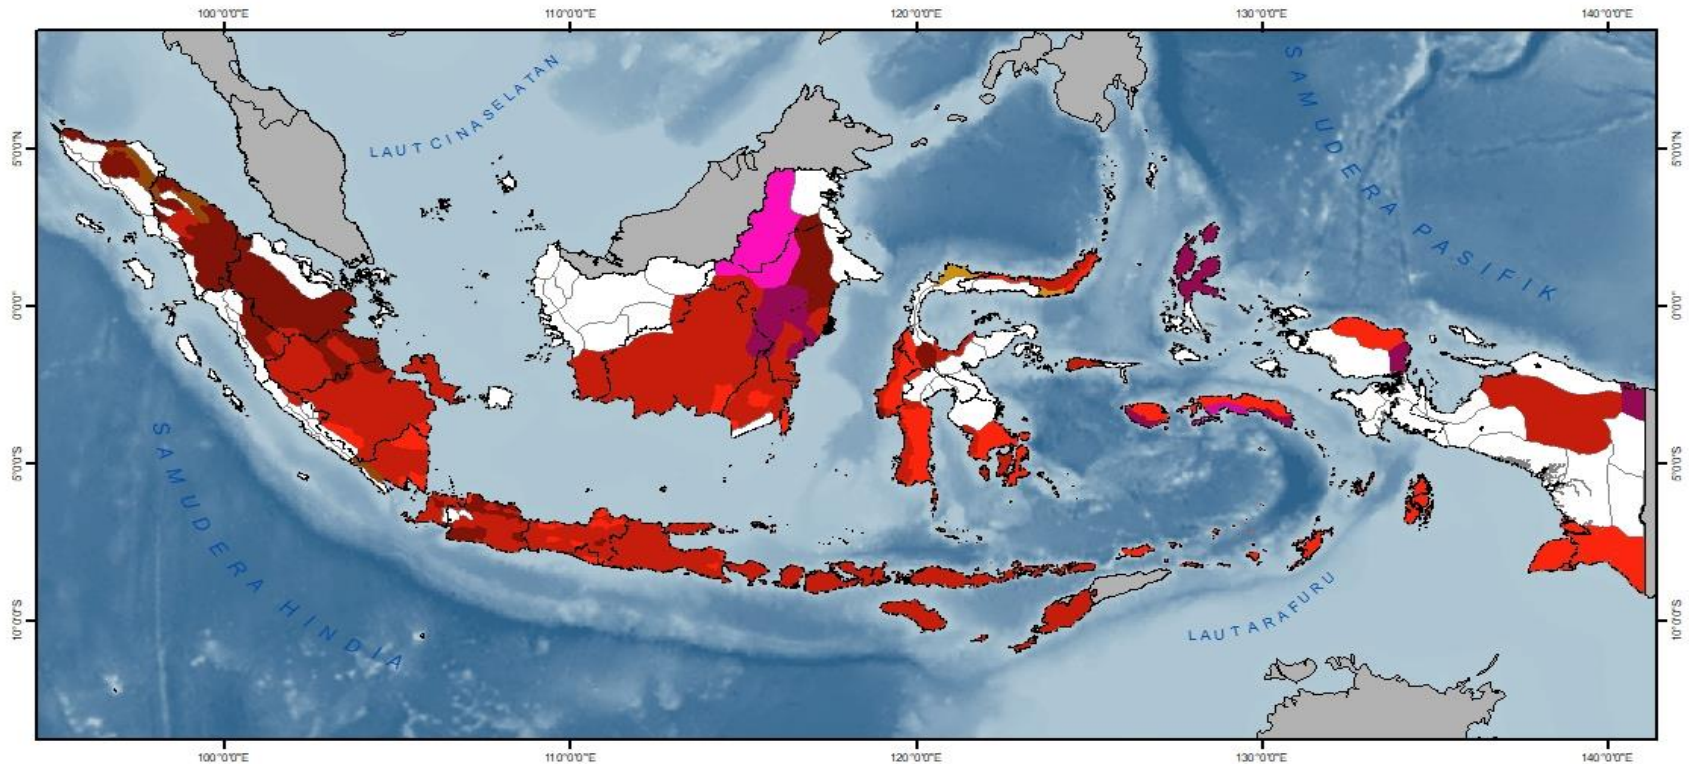 100°0'0"E 110°0'0"E 120°0'0"E 130°0'0"E 140°0'0"E
5°0'0"N 5°0'0"N
LAUT CINA SELATAN
SAMUDERA PASIFIK
0°0'0" 0°0'0"
5°0'0"S 5°0'0"S
SAMUDERA HINDIA
LAUT ARAFURU
10°0'0"S 10°0'0"S
100°0'0"E 110°0'0"E 120°0'0"E 130°0'0"E 140°0'0"E